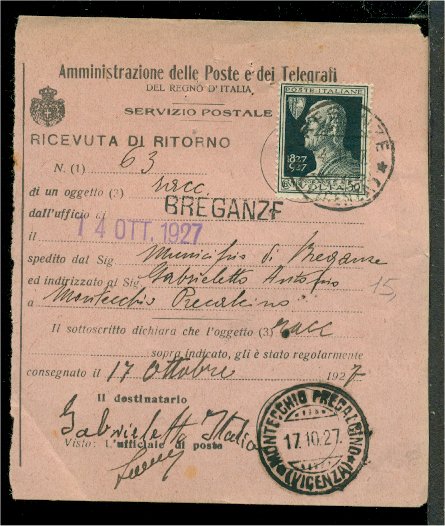 Amministrazione delle Poste e dei Telegrafi
DEL REGNO D'ITALIA
SERVIZIO POSTALE
POSTE ITALIANE
1827
1927
RICEVUTA DI RITORNO
N. (1) 63
di un oggetto (3) racc.
dall'ufficio di BREGANZE
il 14 OTT. 1927
spedito dal Sig Municipio di Breganze
ed indirizzato al Sig Gabrieletto Antonio
a Montecchio Precalcino
15
Il sottoscritto dichiara che l'oggetto (3) racc
sopra indicato, gli è stato regolarmente
consegnato il 17 Ottobre 1927
Il destinatario
Gabrieletto Italia
Visto: L'ufficiale di posta
MONTECCHIO PRECALCINO
17.10.27.
(VICENZA)